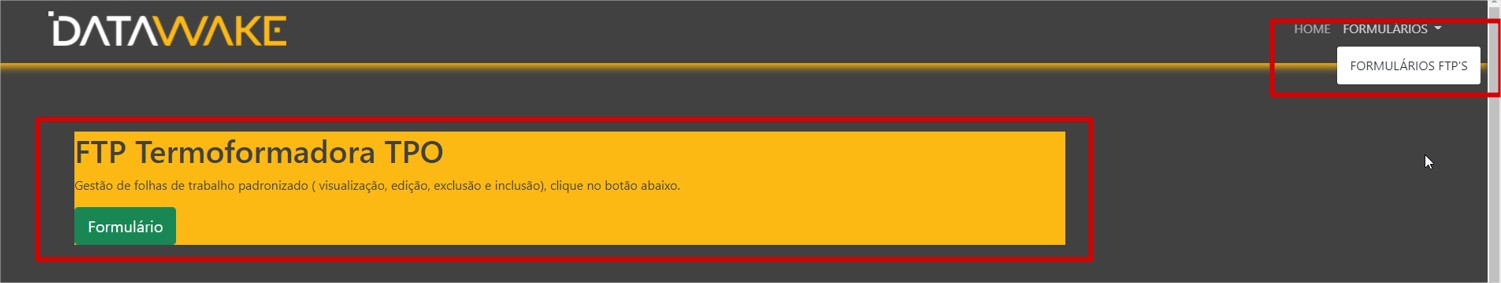 DATAWAKE
HOME FORMULÁRIOS
FORMULÁRIOS FTP'S
FTP Termoformadora TPO
Gestão de folhas de trabalho padronizado ( visualização, edição, exclusão e inclusão), clique no botão abaixo.
Formulário